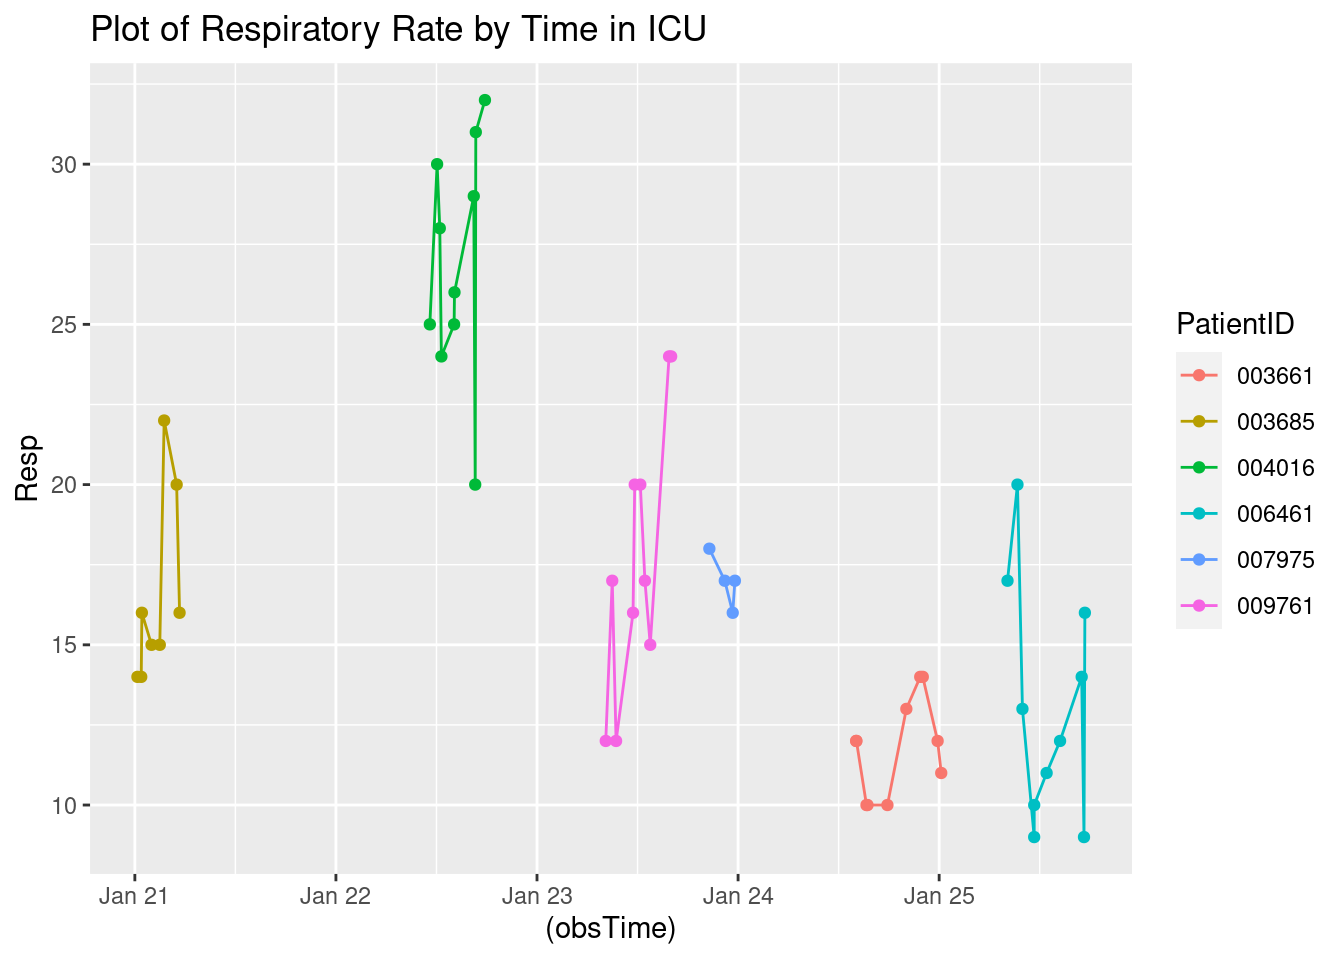 Plot of Respiratory Rate by Time in ICU
Resp
30
25
20
15
10
Jan 21 Jan 22 Jan 23 Jan 24 Jan 25
(obsTime)
PatientID
003661
003685
004016
006461
007975
009761